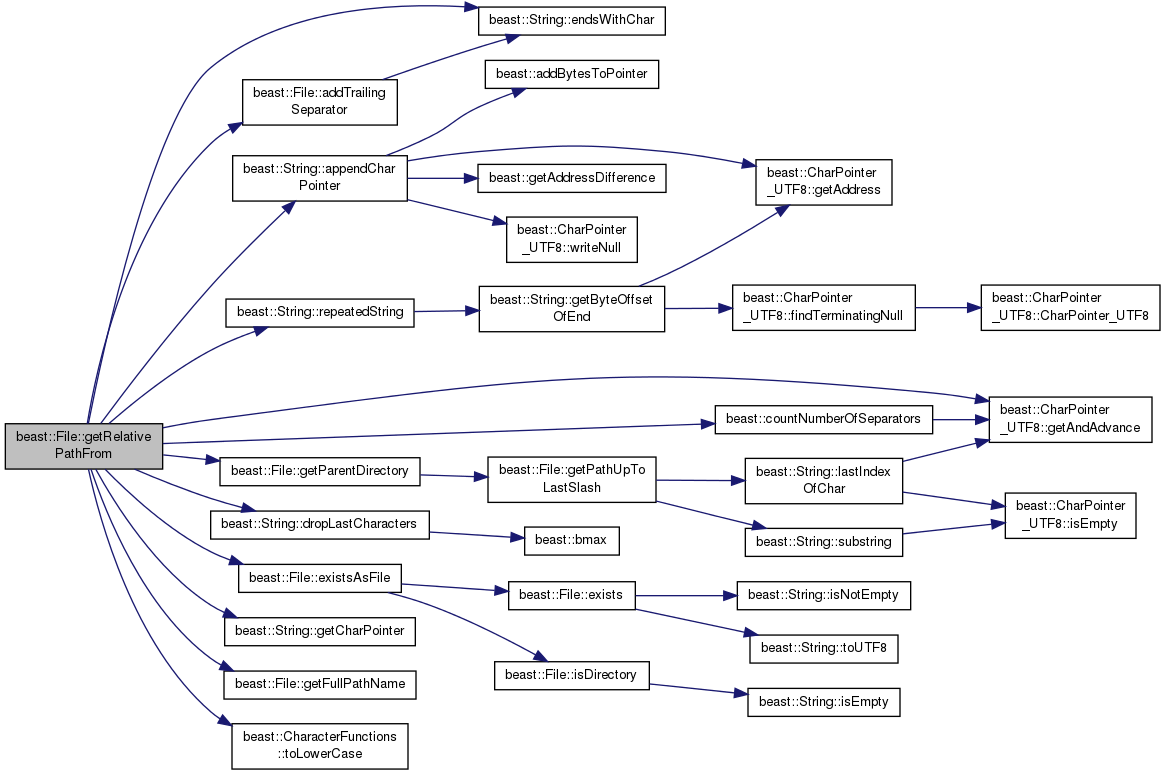 beast::String::endsWithChar
beast::addBytesToPointer
beast::File::addTrailing
Separator
beast::String::appendChar
Pointer
beast::getAddressDifference
beast::CharPointer
_UTF8::getAddress
beast::CharPointer
_UTF8::writeNull
beast::String::repeatedString
beast::String::getByteOffset
OfEnd
beast::CharPointer
_UTF8::findTerminatingNull
beast::CharPointer
_UTF8::CharPointer_UTF8
beast::File::getRelative
PathFrom
beast::countNumberOfSeparators
beast::CharPointer
_UTF8::getAndAdvance
beast::File::getParentDirectory
beast::File::getPathUpTo
LastSlash
beast::String::lastIndex
OfChar
beast::CharPointer
_UTF8::isEmpty
beast::String::dropLastCharacters
beast::bmax
beast::String::substring
beast::File::existsAsFile
beast::File::exists
beast::String::isNotEmpty
beast::String::getCharPointer
beast::String::toUTF8
beast::File::getFullPathName
beast::File::isDirectory
beast::String::isEmpty
beast::CharacterFunctions
::toLowerCase